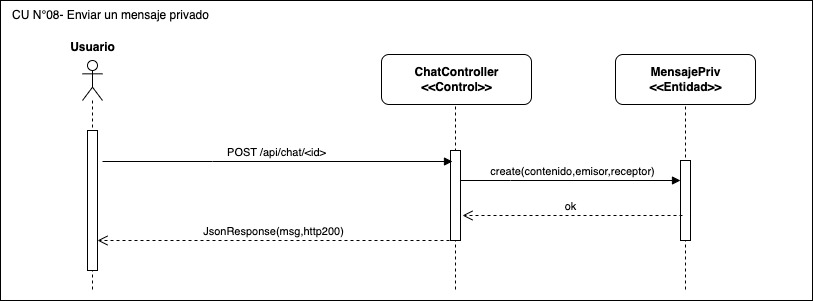 CU N°08- Enviar un mensaje privado
Usuario
ChatController
<<Control>>
MensajePriv
<<Entidad>>
POST /api/chat/<id>
create(contenido,emisor,receptor)
ok
JsonResponse(msg,http200)